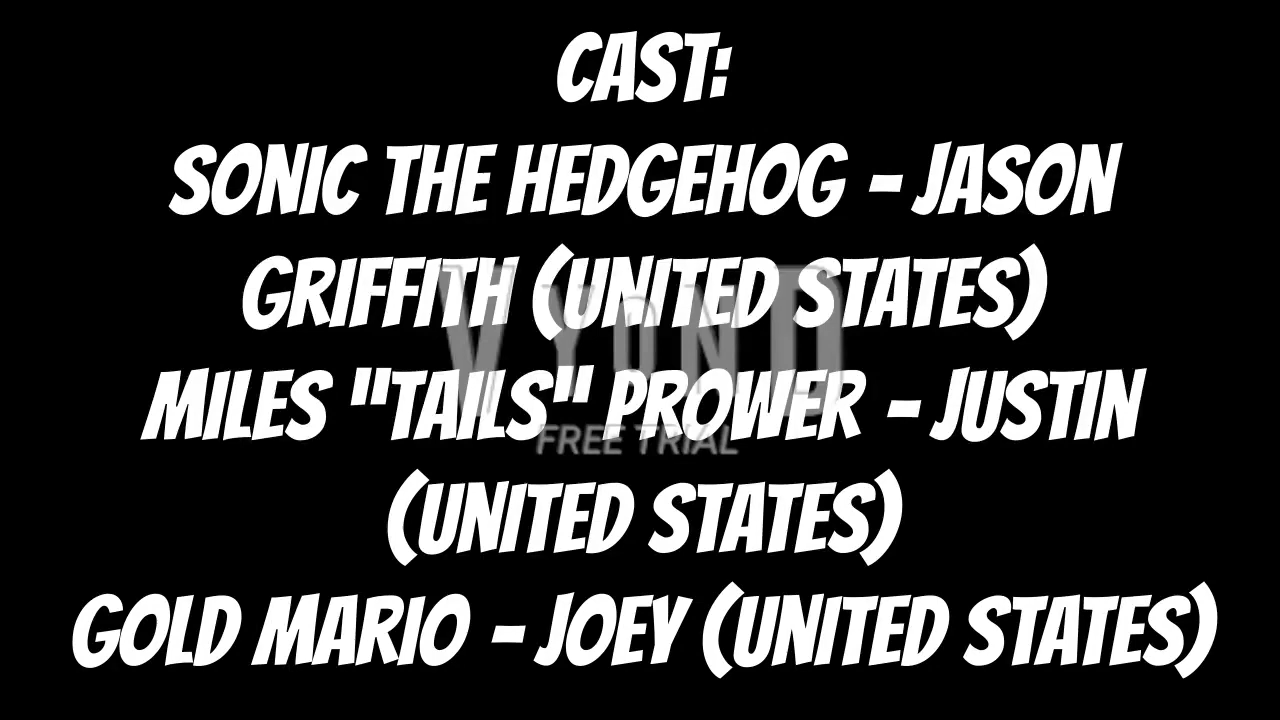 CAST:
SONIC THE HEDGEHOG - JASON
GRIFFITH (UNITED STATES)
MILES "TAILS" PROWER - JUSTIN
(UNITED STATES)
GOLD MARIO - JOEY (UNITED STATES)
VYOND
FREE TRIAL